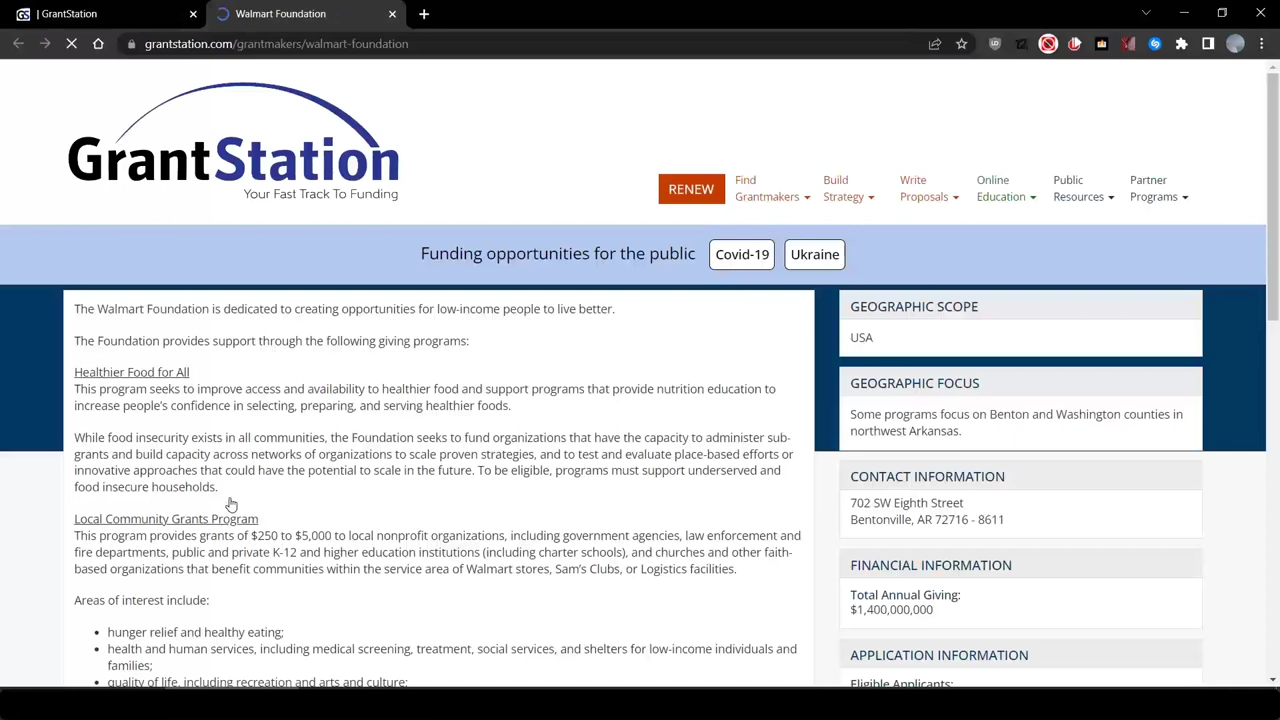 | GrantStation
Walmart Foundation
grantstation.com/grantmakers/walmart-foundation
GrantStation
Your Fast Track To Funding
RENEW
Find Grantmakers
Build Strategy
Write Proposals
Online Education
Public Resources
Partner Programs
Funding opportunities for the public
Covid-19
Ukraine
The Walmart Foundation is dedicated to creating opportunities for low-income people to live better.
The Foundation provides support through the following giving programs:
Healthier Food for All
This program seeks to improve access and availability to healthier food and support programs that provide nutrition education to
increase people's confidence in selecting, preparing, and serving healthier foods.
While food insecurity exists in all communities, the Foundation seeks to fund organizations that have the capacity to administer sub-
grants and build capacity across networks of organizations to scale proven strategies, and to test and evaluate place-based efforts or
innovative approaches that could have the potential to scale in the future. To be eligible, programs must support underserved and
food insecure households.
Local Community Grants Program
This program provides grants of $250 to $5,000 to local nonprofit organizations, including government agencies, law enforcement and
fire departments, public and private K-12 and higher education institutions (including charter schools), and churches and other faith-
based organizations that benefit communities within the service area of Walmart stores, Sam's Clubs, or Logistics facilities.
Areas of interest include:
• hunger relief and healthy eating;
• health and human services, including medical screening, treatment, social services, and shelters for low-income individuals and
families;
• quality of life, including recreation and arts and culture;
GEOGRAPHIC SCOPE
USA
GEOGRAPHIC FOCUS
Some programs focus on Benton and Washington counties in
northwest Arkansas.
CONTACT INFORMATION
702 SW Eighth Street
Bentonville, AR 72716 - 8611
FINANCIAL INFORMATION
Total Annual Giving:
$1,400,000,000
APPLICATION INFORMATION
Eligible Applicants: